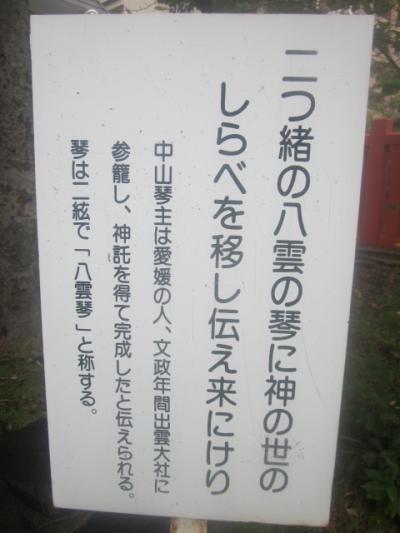 二つ緒の八雲の琴に神の世の
しらべを移し伝え来にけり
中山琴主は愛媛の人、文政年間出雲大社に
参籠し、神託を得て完成したと伝えられる。
琴は二絃で「八雲琴」と称する。